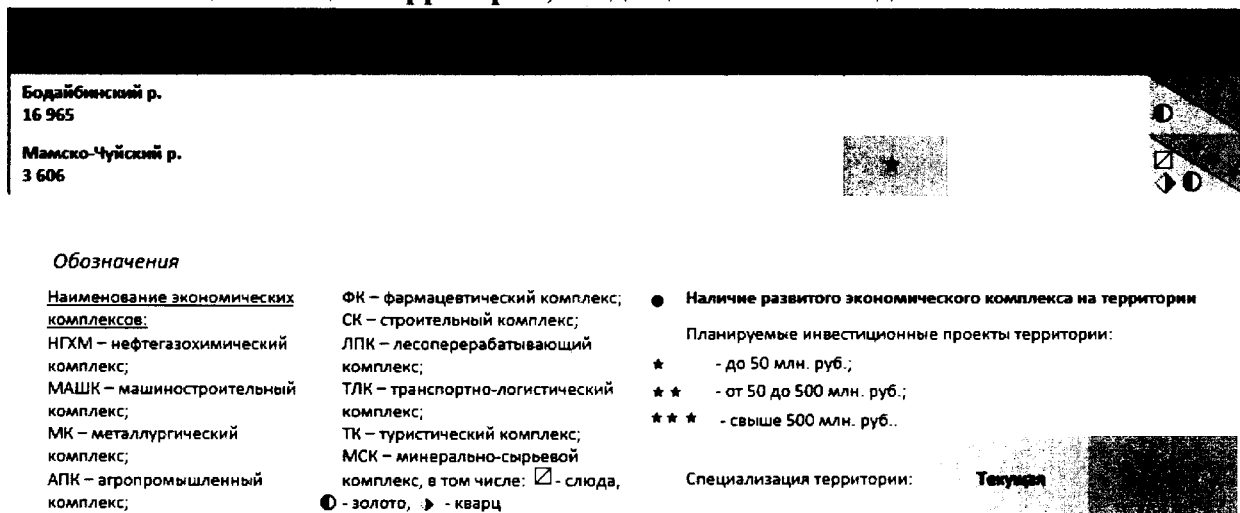 Бодайбинский р.
16 965
Мамско-Чуйский р.
3 606
Обозначения
Наименование экономических
комплексов:
НГХМ – нефтегазохимический
комплекс;
МАШК – машиностроительный
комплекс;
МК – металлургический
комплекс;
АПК – агропромышленный
комплекс;
ФК – фармацевтический комплекс;
СК – строительный комплекс;
ЛПК – лесоперерабатывающий
комплекс;
ТЛК – транспортно-логистический
комплекс;
ТК – туристический комплекс;
МСК – минерально-сырьевой
комплекс, в том числе: - слюда,
- золото, - кварц
Наличие развитого экономического комплекса на территории
Планируемые инвестиционные проекты территории:
★ - до 50 млн. руб.;
★ ★ - от 50 до 500 млн. руб.;
★ ★ ★ - свыше 500 млн. руб..
Специализация территории: Текущая